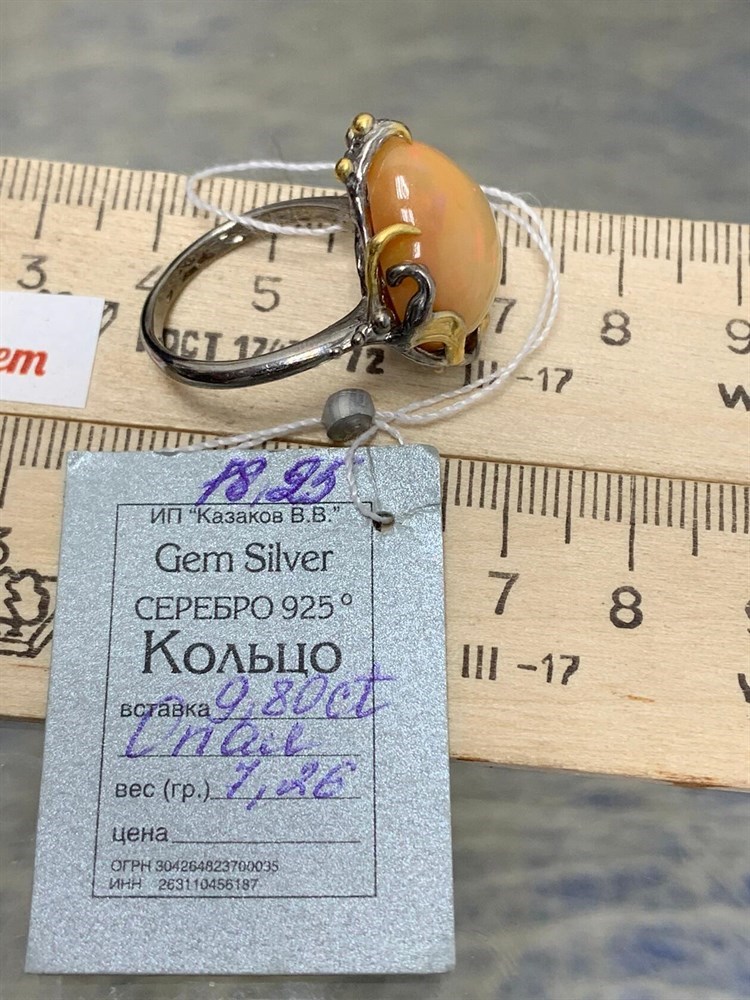 3 4 5 7 8 9
ГОСТ 17435-72
III -17
ет
18,25
ИП "Казаков В.В."
Gem Silver
СЕРЕБРО 925°
Кольцо
вставка 9,80ct
Опал
вес (гр.) 7,26
цена
ОГРН 304264823700035
ИНН 263110456187
7 8
III -17